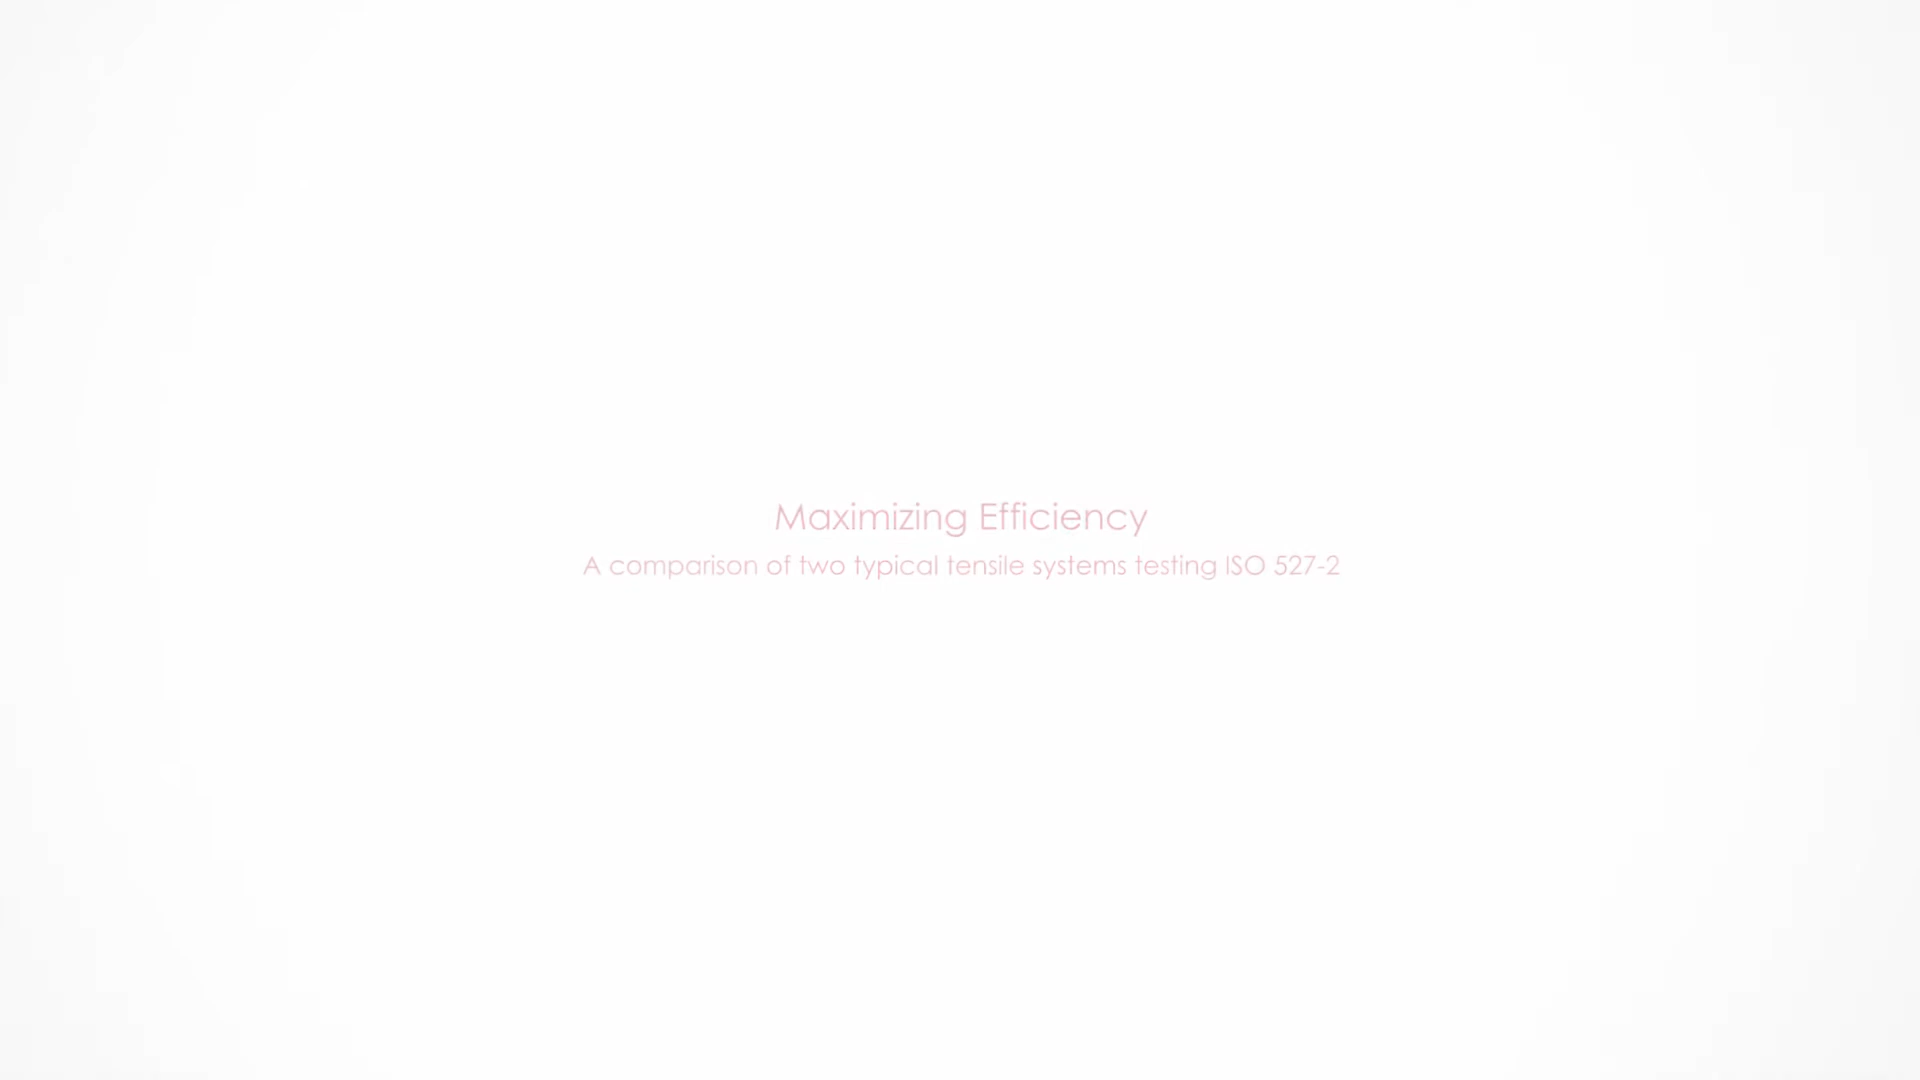 Maximizing Efficiency
A comparison of two typical tensile systems testing ISO 527-2